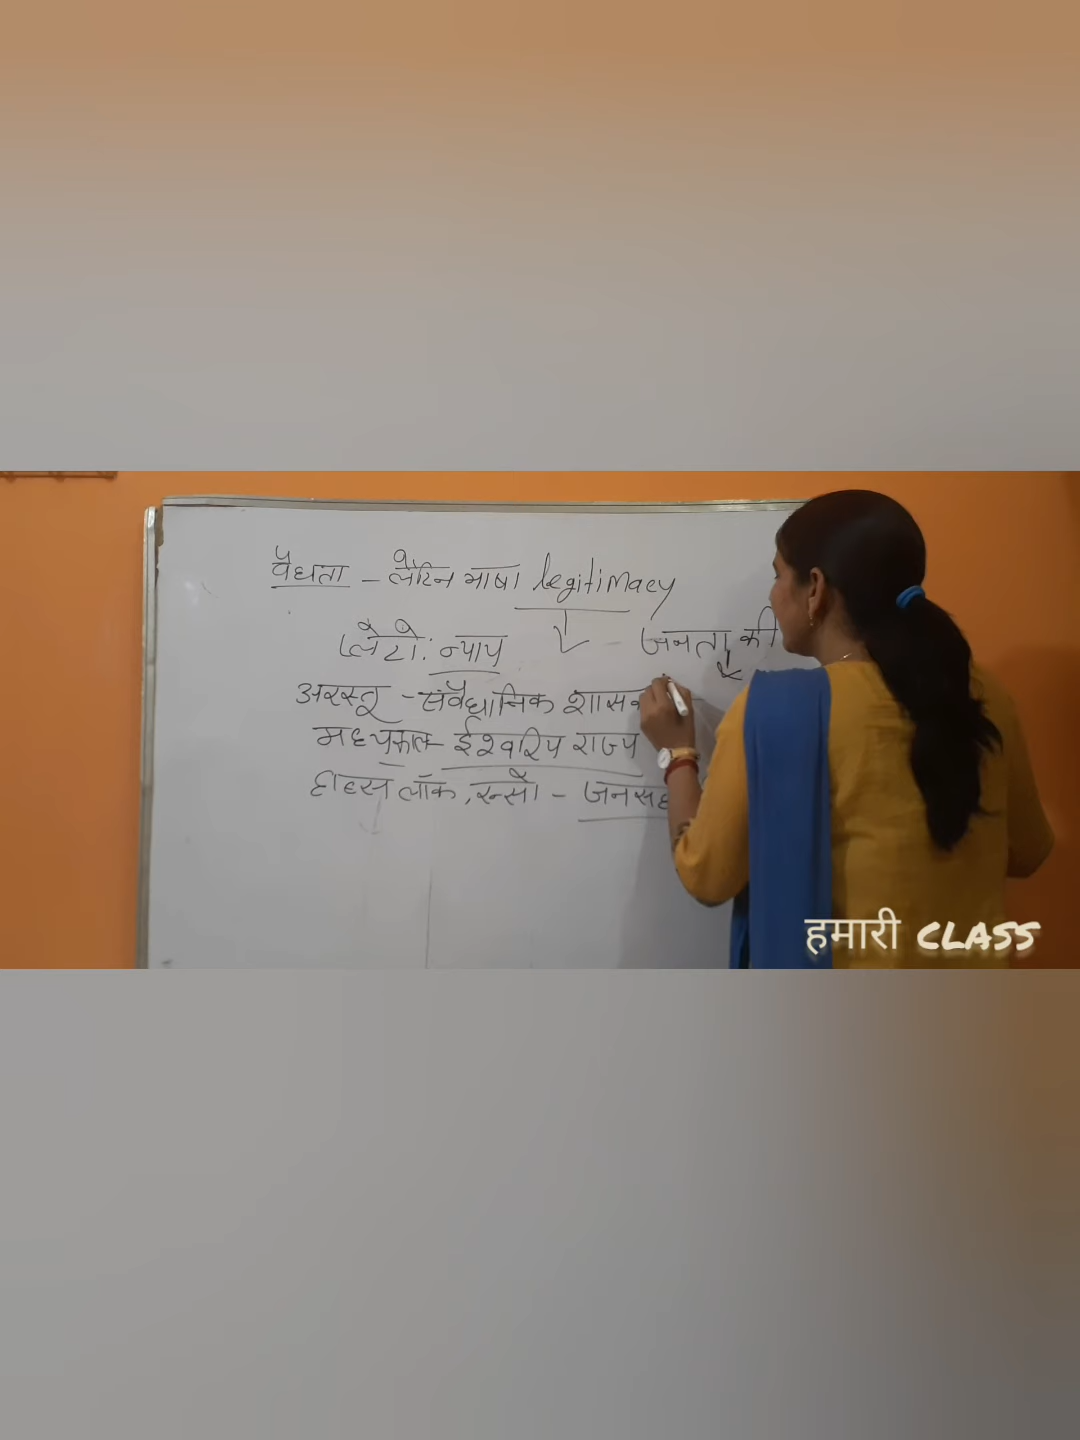 वैधता - लैटिन भाषा legitimacy
प्लेटो: न्याय
जनता की
अरस्तू - संवैधानिक शासन
मध्यकाल - ईश्वरिय राज्य
हाब्स लॉक, रूसो - जनसह
हमारी CLASS